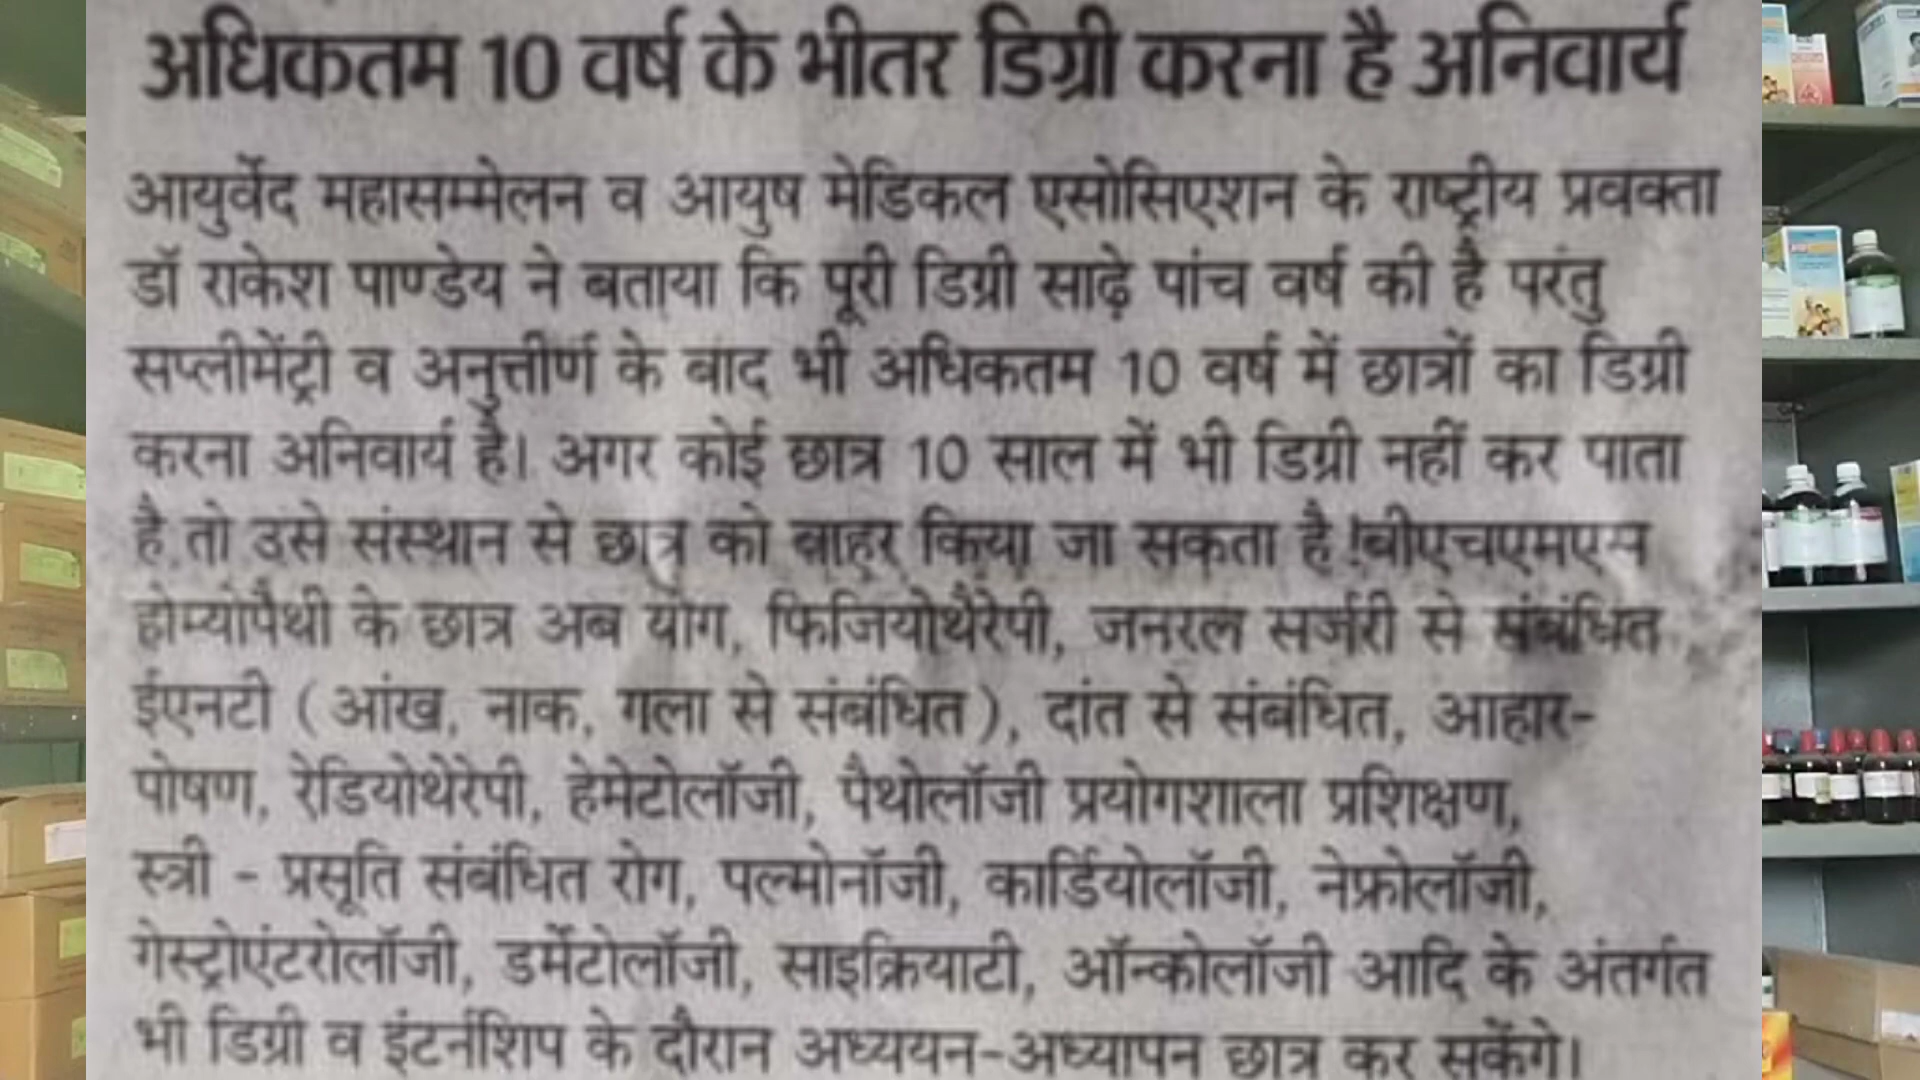 अधिकतम 10 वर्ष के भीतर डिग्री करना है अनिवार्य
आयुर्वेद महासम्मेलन व आयुष मेडिकल एसोसिएशन के राष्ट्रीय प्रवक्ता
डॉ राकेश पाण्डेय ने बताया कि पूरी डिग्री साढ़े पांच वर्ष की है परंतु
सप्लीमेंट्री व अनुत्तीर्ण के बाद भी अधिकतम 10 वर्ष में छात्रों का डिग्री
करना अनिवार्य है। अगर कोई छात्र 10 साल में भी डिग्री नहीं कर पाता
है तो उसे संस्थान से छात्र को बाहर किया जा सकता है !बीएचएमएस
होम्योपैथी के छात्र अब योग, फिजियोथैरेपी, जनरल सर्जरी से संबंधित
ईएनटी (आंख, नाक, गला से संबंधित), दांत से संबंधित, आहार-
पोषण, रेडियोथेरेपी, हेमेटोलॉजी, पैथोलॉजी प्रयोगशाला प्रशिक्षण,
स्त्री - प्रसूति संबंधित रोग, पल्मोनॉजी, कार्डियोलॉजी, नेफ्रोलॉजी,
गेस्ट्रोएंटरोलॉजी, डर्मेटोलॉजी, साइक्रियाटी, ऑन्कोलॉजी आदि के अंतर्गत
भी डिग्री व इंटर्नशिप के दौरान अध्ययन-अध्यापन छात्र कर सकेंगे।